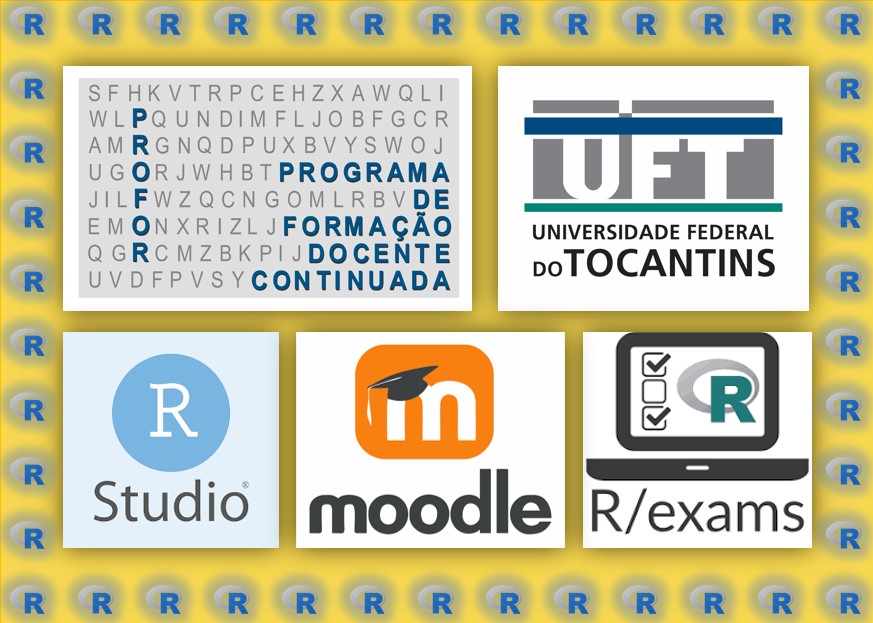 R R R R R R R R R R R R R
SFHKVTRPCEHZXAWQLI
WLPQUNDIMFLJOBFGCR
AMRGNQDPUXBVYSWOJ
UGORJWHBTPROGRAMA
JILFWZQCNGOMLRBVDE
EMONXRIZLJFORMAÇÃO
QGRCMZBKPIJDOCENTE
UVDFPVSYCONTINUADA
UFT
UNIVERSIDADE FEDERAL
DO TOCANTINS
R
Studio®
m
moodle
R
R/exams
R R R R R R R R R R R R R